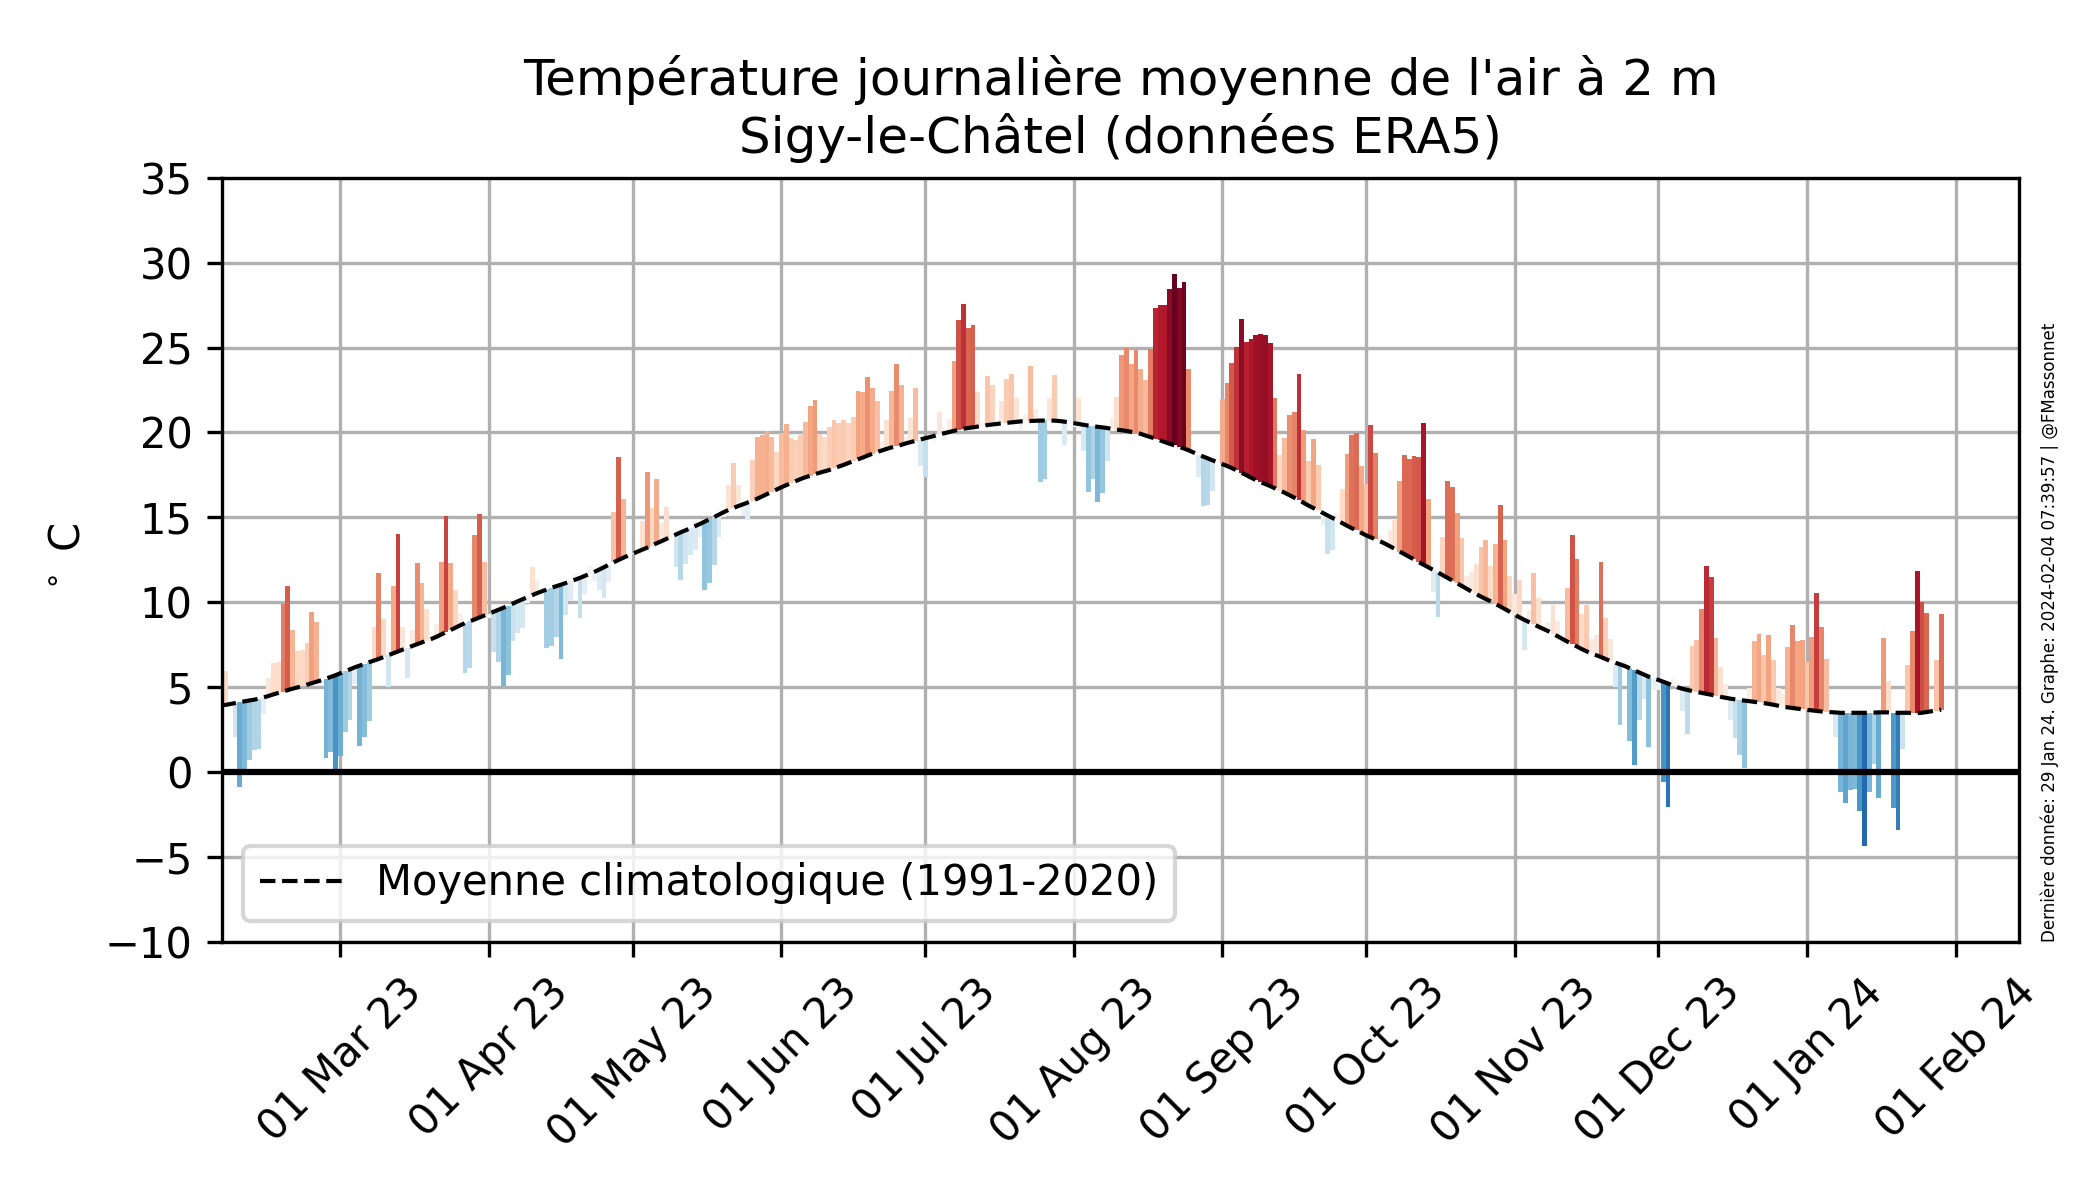 Température journalière moyenne de l'air à 2 m
Sigy-le-Châtel (données ERA5)
35
30
25
20
15
10
5
0
−5
−10
° C
Moyenne climatologique (1991-2020)
01 Mar 23
01 Apr 23
01 May 23
01 Jun 23
01 Jul 23
01 Aug 23
01 Sep 23
01 Oct 23
01 Nov 23
01 Dec 23
01 Jan 24
01 Feb 24
Dernière donnée: 29 Jan 24. Graphe: 2024-02-04 07:39:57 | @FMassonnet